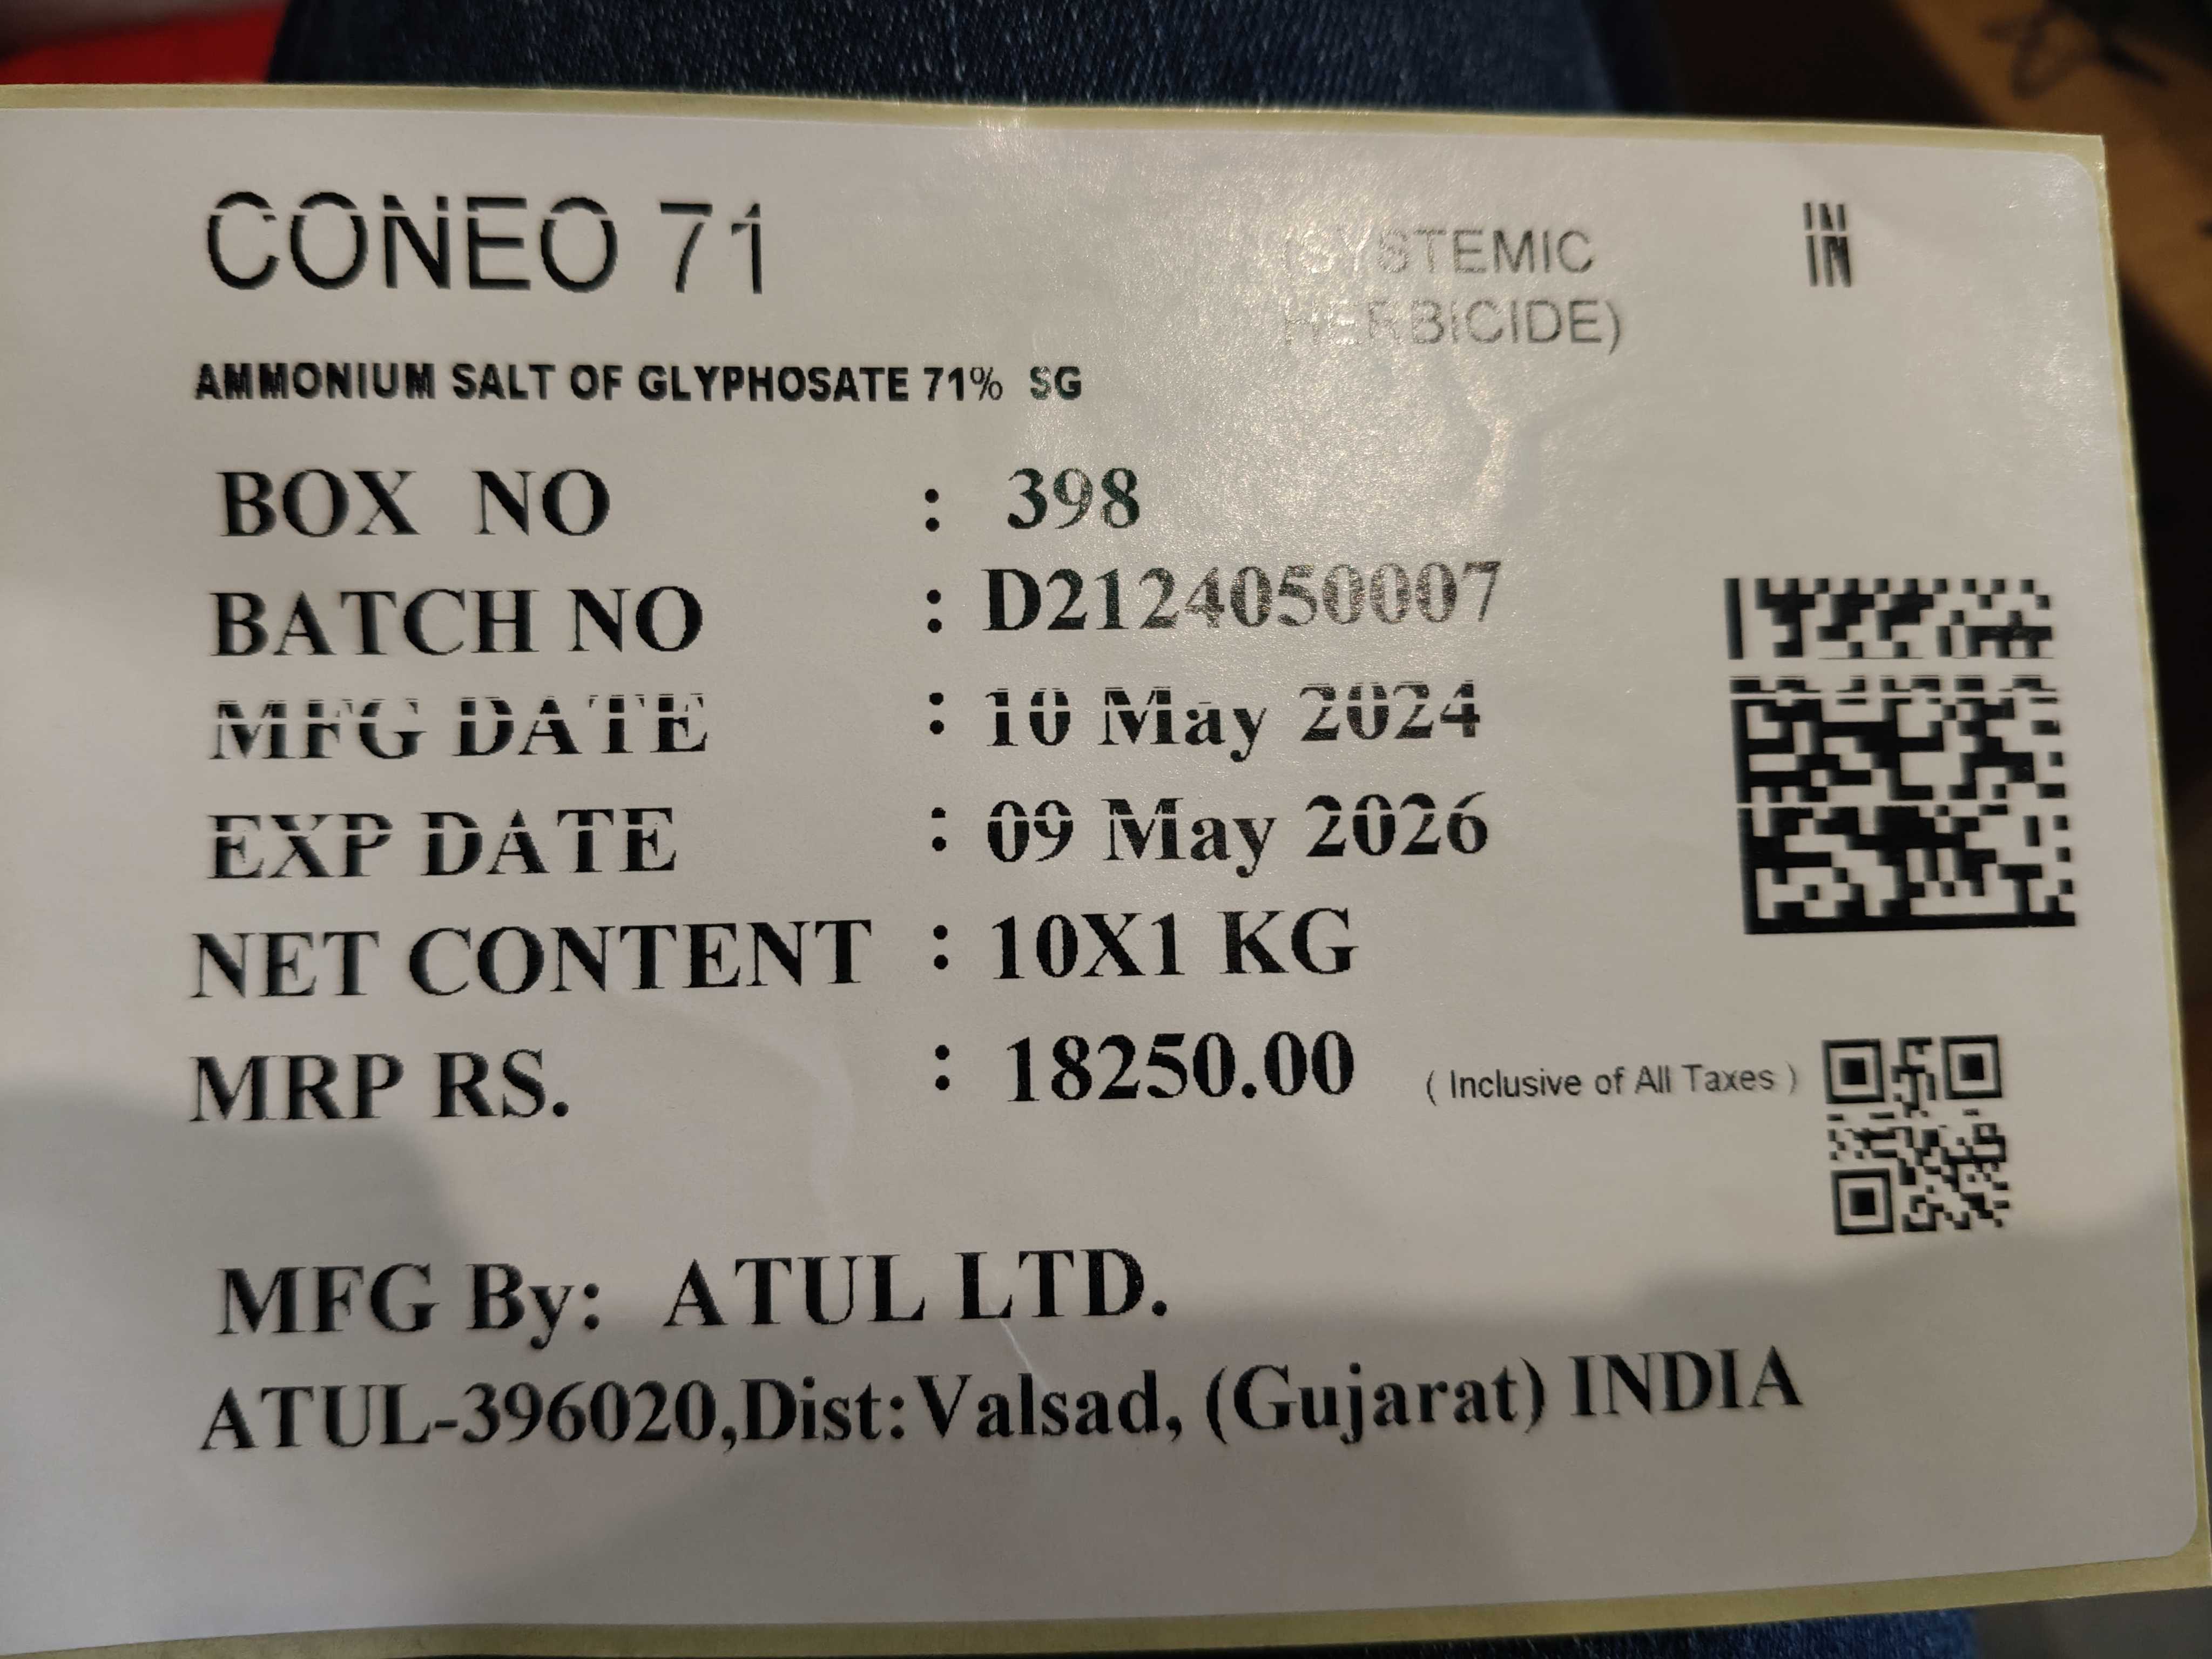 CONEO 71
(SYSTEMIC
HERBICIDE)
IN
IN
AMMONIUM SALT OF GLYPHOSATE 71% SG
BOX NO : 398
BATCH NO : D2124050007
MFG DATE : 10 May 2024
EXP DATE : 09 May 2026
NET CONTENT : 10X1 KG
MRP RS. : 18250.00 ( Inclusive of All Taxes )
MFG By: ATUL LTD.
ATUL-396020,Dist:Valsad, (Gujarat) INDIA